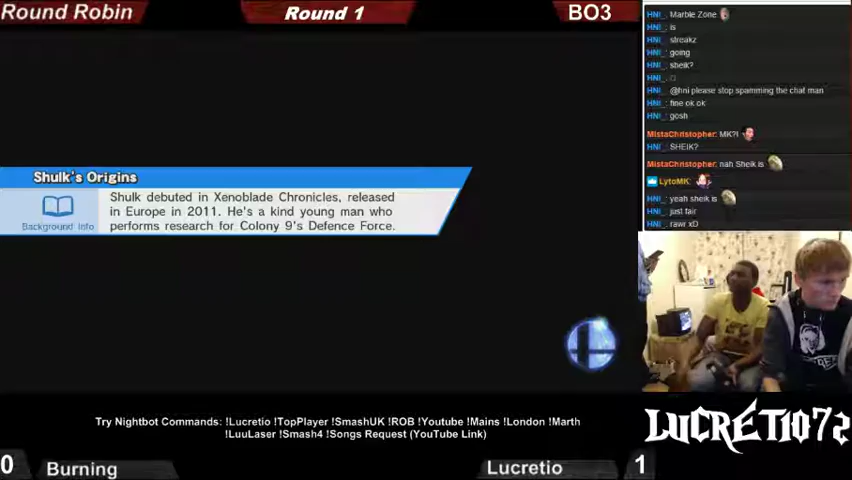 Round Robin
Round 1
BO3
HNI_: Marble Zone
HNI_: is
HNI_: streakz
HNI_: going
HNI_: sheik?
HNI_:
HNI_: @hni please stop spamming the chat man
HNI_: fine ok ok
HNI_: gosh
MistaChristopher: MK?!
HNI_: SHEIK?
MistaChristopher: nah Sheik is
LytoMK:
HNI_: yeah sheik is
HNI_: just fair
HNI_: rawr xD
Shulk's Origins
Background Info
Shulk debuted in Xenoblade Chronicles, released
in Europe in 2011. He's a kind young man who
performs research for Colony 9's Defence Force.
Try Nightbot Commands: !Lucretio !TopPlayer !SmashUK !ROB !Youtube !Mains !London !Marth
!LuuLaser !Smash4 !Songs Request (YouTube Link)
LUCRÉTIO72
0 Burning
Lucretio 1